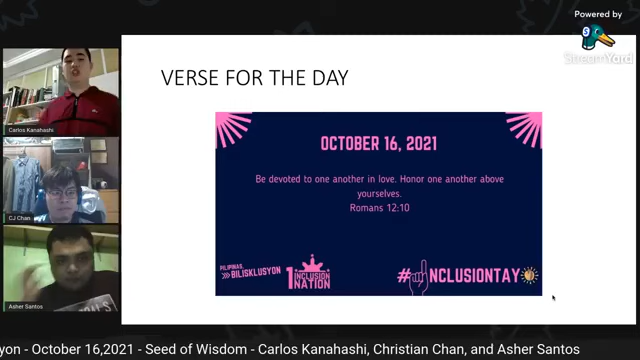 Powered by
StreamYard
VERSE FOR THE DAY
Carlos Kanahashi
CJ Chan
Asher Santos
OCTOBER 16, 2021
Be devoted to one another in love. Honor one another above
yourselves.
Romans 12:10
PILIPINAS,
BILISKLUSYON
1 INCLUSION
NATION
# NCLUSIONTAY
yon - October 16,2021 - Seed of Wisdom - Carlos Kanahashi, Christian Chan, and Asher Santos